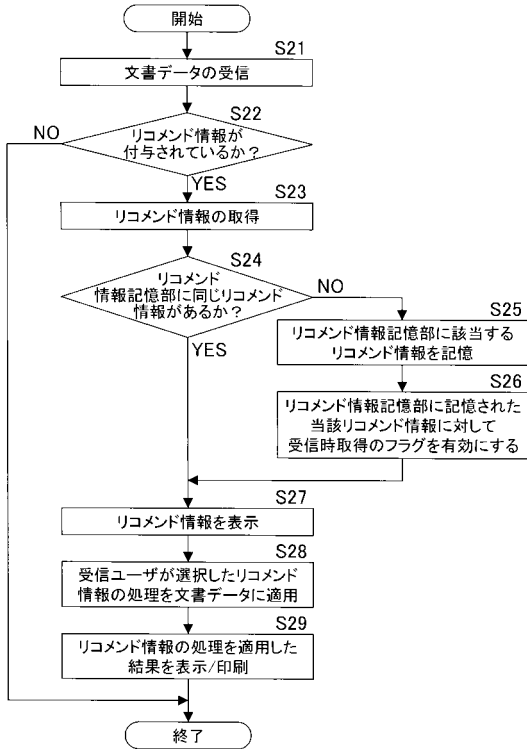 開始
S21
文書データの受信
S22
NO
リコメンド情報が
付与されているか？
YES
S23
リコメンド情報の取得
S24
リコメンド
情報記憶部に同じリコメンド
情報があるか？
NO
YES
S25
リコメンド情報記憶部に該当する
リコメンド情報を記憶
S26
リコメンド情報記憶部に記憶された
当該リコメンド情報に対して
受信時取得のフラグを有効にする
S27
リコメンド情報を表示
S28
受信ユーザが選択したリコメンド
情報の処理を文書データに適用
S29
リコメンド情報の処理を適用した
結果を表示/印刷
終了